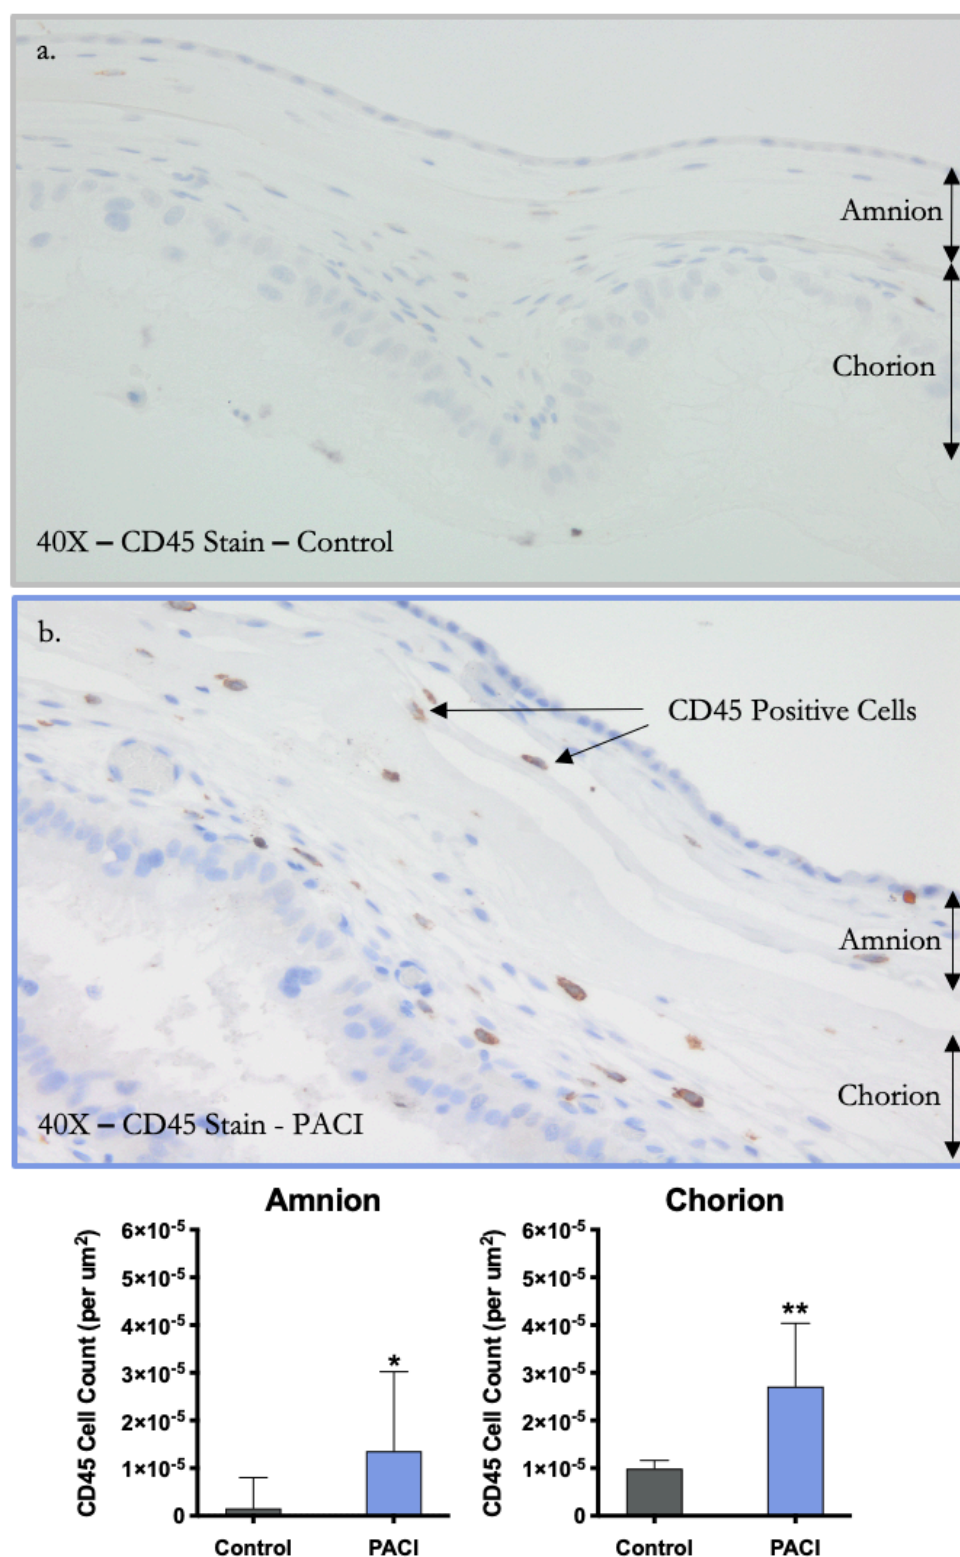 a.
Amnion
Chorion
40X – CD45 Stain – Control
b.
CD45 Positive Cells
Amnion
Chorion
40X – CD45 Stain - PACI
Amnion
CD45 Cell Count (per um²)
6×10⁻⁵
5×10⁻⁵
4×10⁻⁵
3×10⁻⁵
2×10⁻⁵
1×10⁻⁵
0
*
Control PACI
Chorion
CD45 Cell Count (per um²)
6×10⁻⁵
5×10⁻⁵
4×10⁻⁵
3×10⁻⁵
2×10⁻⁵
1×10⁻⁵
0
**
Control PACI